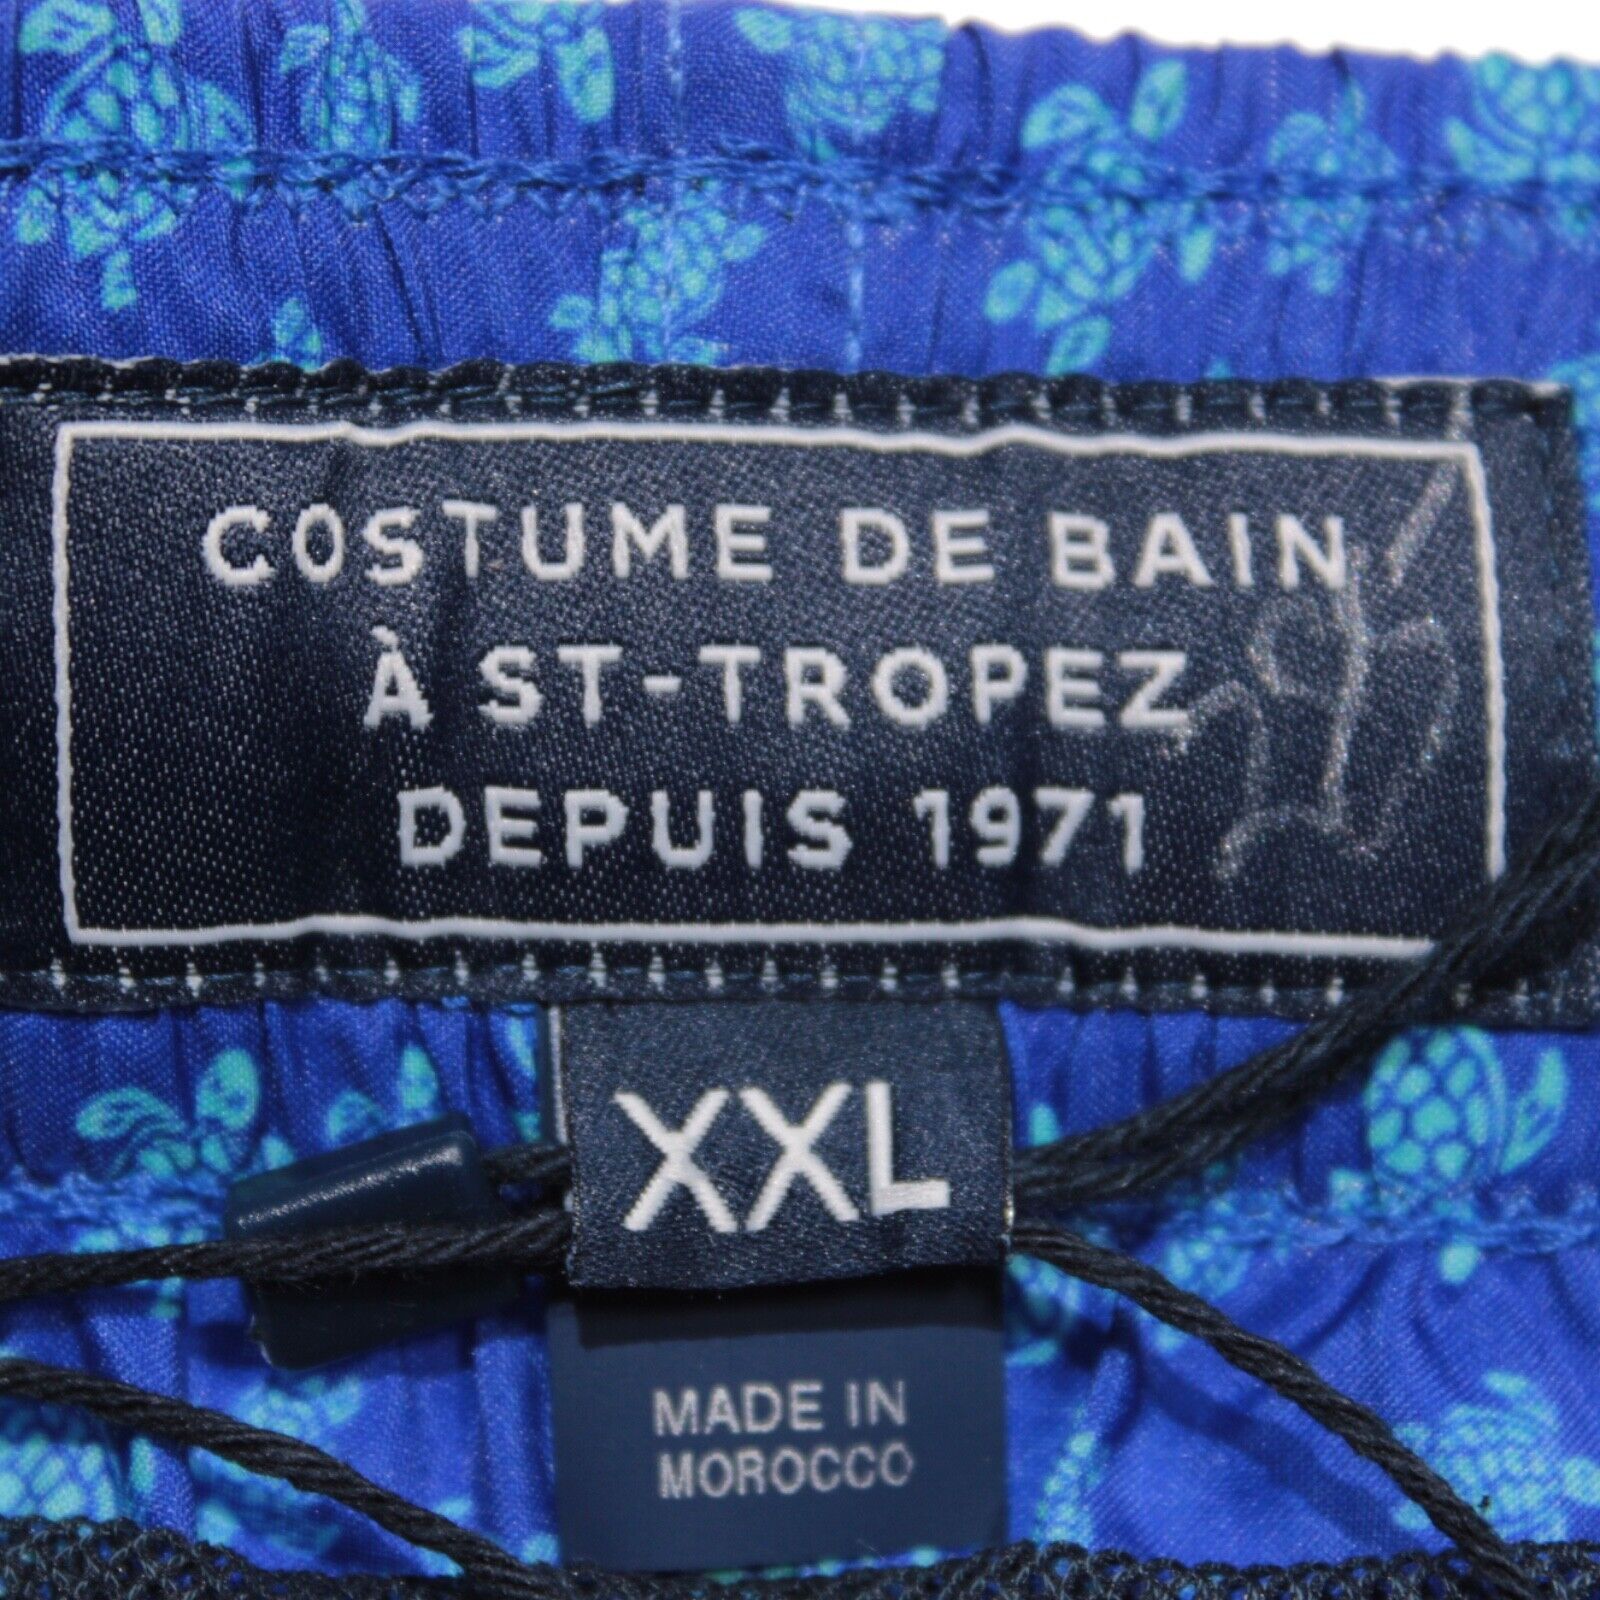 COSTUME DE BAIN
À ST-TROPEZ
DEPUIS 1971
XXL
MADE IN
MOROCCO